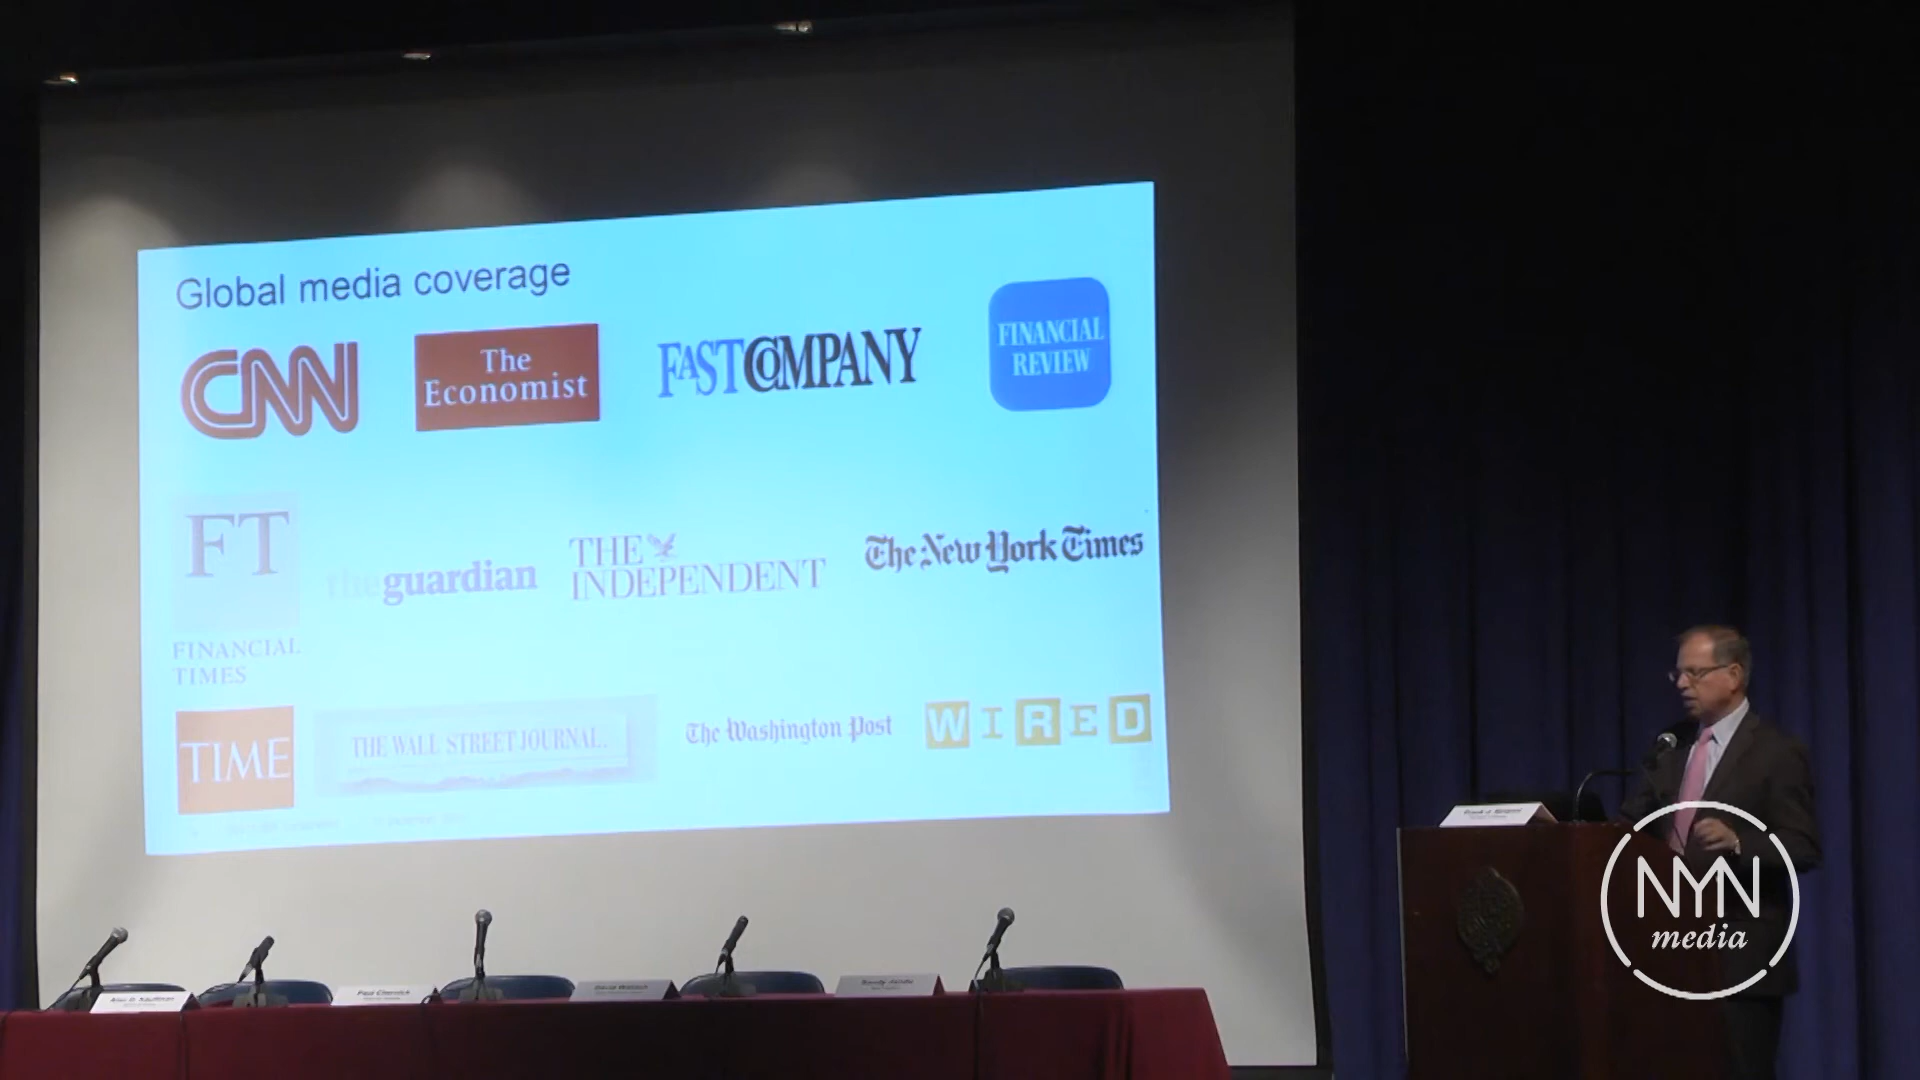 Global media coverage
CNN
The
Economist
FAST COMPANY
FINANCIAL
REVIEW
FT
FINANCIAL
TIMES
theguardian
THE
INDEPENDENT
The New York Times
TIME
THE WALL STREET JOURNAL.
The Washington Post
WIRED
NYN
media